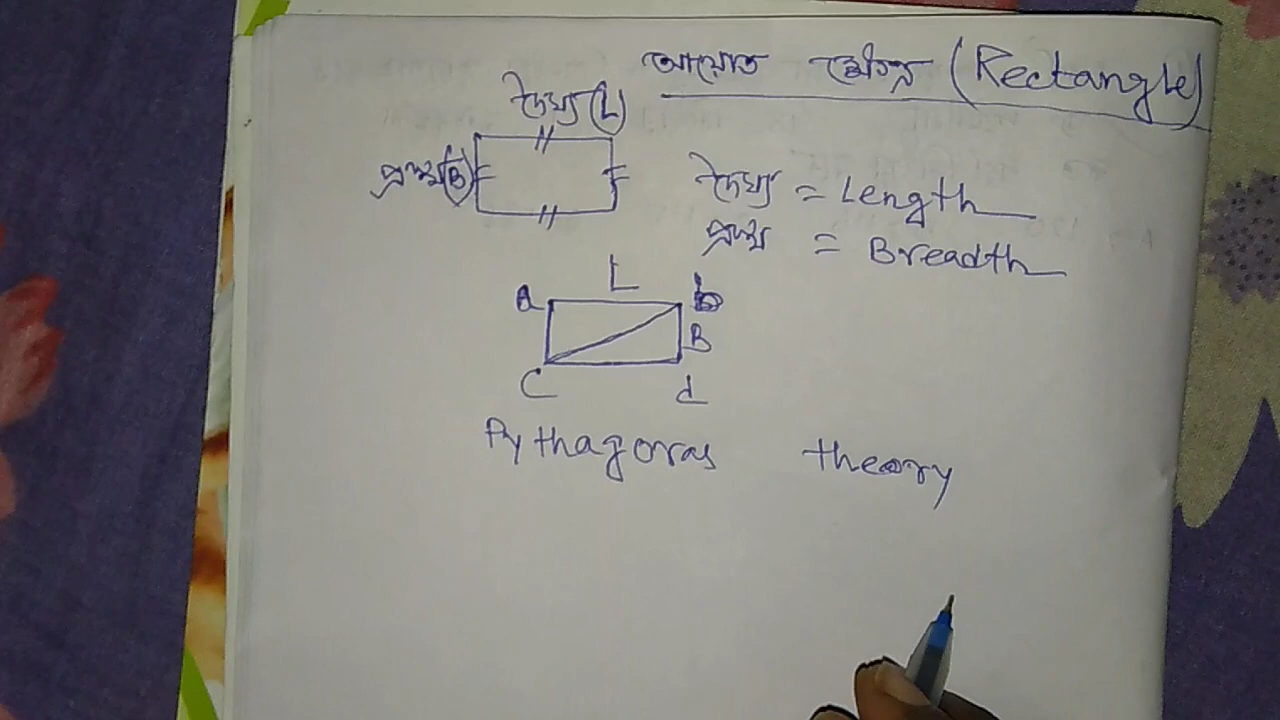 আয়োত ক্ষেত্র (Rectangle)
দৈঘ্য (L)
প্রস্থ (B)
দৈঘ্য = Length
প্রস্থ = Breadth
L
a b
B
C d
Pythagoras theory